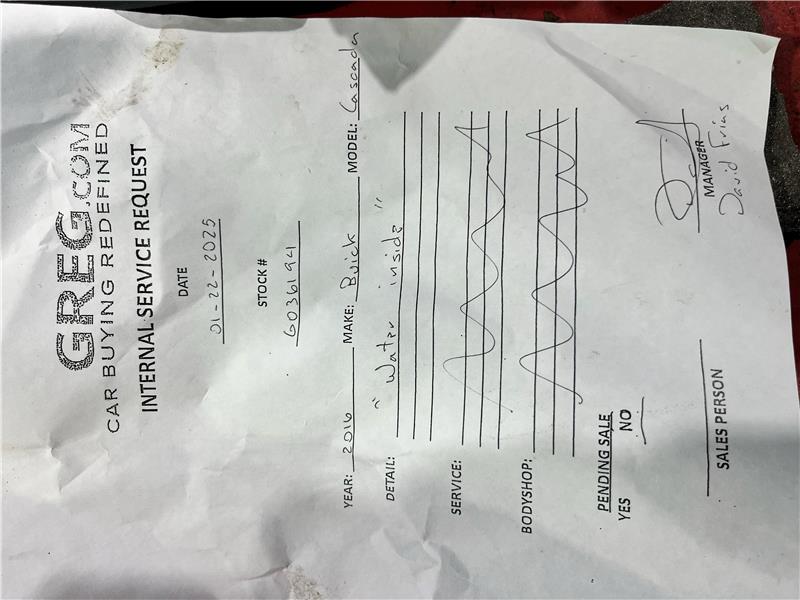 GREG.COM
CAR BUYING REDEFINED
INTERNAL SERVICE REQUEST
DATE
01-22-2025
STOCK #
G036194
YEAR: 2016 MAKE: Buick MODEL: Cascada
DETAIL: "Water inside"
SERVICE:
BODYSHOP:
PENDING SALE
YES NO
SALES PERSON
MANAGER
David Frias